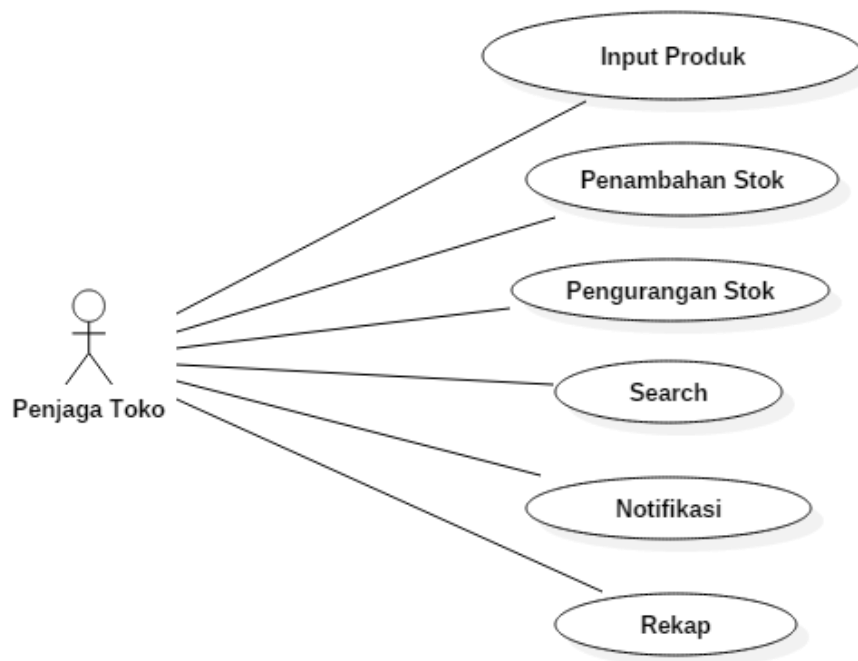 Input Produk
Penambahan Stok
Pengurangan Stok
Search
Penjaga Toko
Notifikasi
Rekap